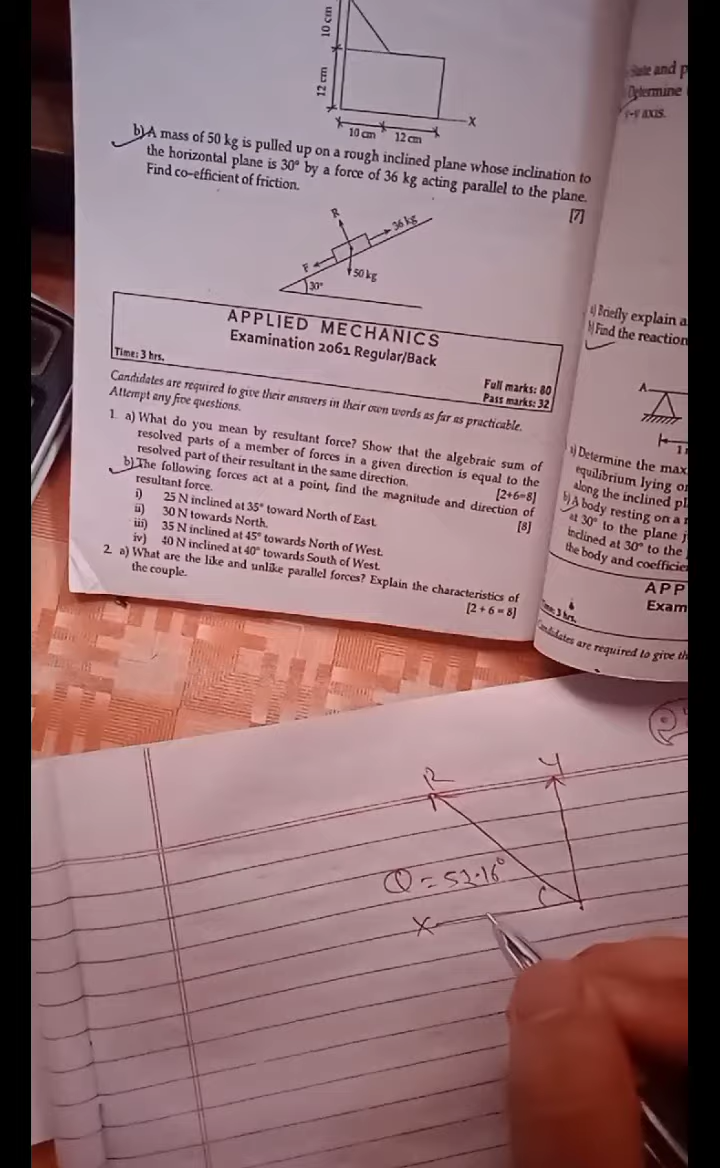 10 cm
12 cm
X
10 cm 12 cm
b) A mass of 50 kg is pulled up on a rough inclined plane whose inclination to
the horizontal plane is 30° by a force of 36 kg acting parallel to the plane.
Find co-efficient of friction.
[7]
R
36 kg
F
50 kg
30°
APPLIED MECHANICS
Examination 2061 Regular/Back
Time: 3 hrs.
Full marks: 80
Pass marks: 32
Candidates are required to give their answers in their own words as far as practicable.
Attempt any five questions.
1. a) What do you mean by resultant force? Show that the algebraic sum of
resolved parts of a member of forces in a given direction is equal to the
resolved part of their resultant in the same direction.
[2+6=8]
b) The following forces act at a point, find the magnitude and direction of
resultant force.
[8]
i) 25 N inclined at 35° toward North of East.
ii) 30 N towards North.
iii) 35 N inclined at 45° towards North of West.
iv) 40 N inclined at 40° towards South of West.
2. a) What are the like and unlike parallel forces? Explain the characteristics of
the couple.
[2 + 6 = 8]
State and p
Determine
y-y axis.
a) Briefly explain a
b) Find the reaction
A
1
a) Determine the max
equilibrium lying o
along the inclined pl
b) A body resting on a r
at 30° to the plane j
inclined at 30° to the
the body and coefficie
APP
Exam
Time: 3 hrs.
Candidates are required to give th
R
Y
θ = 53.16°
X